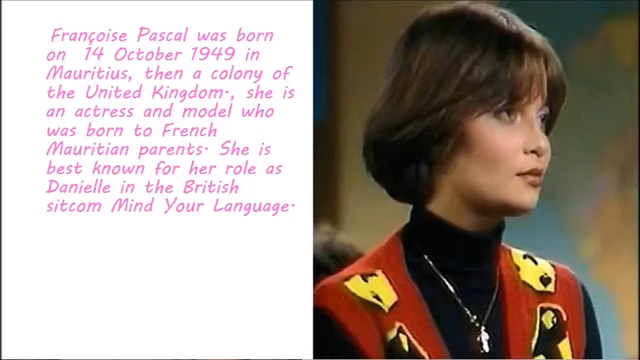 Françoise Pascal was born
on 14 October 1949 in
Mauritius, then a colony of
the United Kingdom., she is
an actress and model who
was born to French
Mauritian parents. She is
best known for her role as
Danielle in the British
sitcom Mind Your Language.